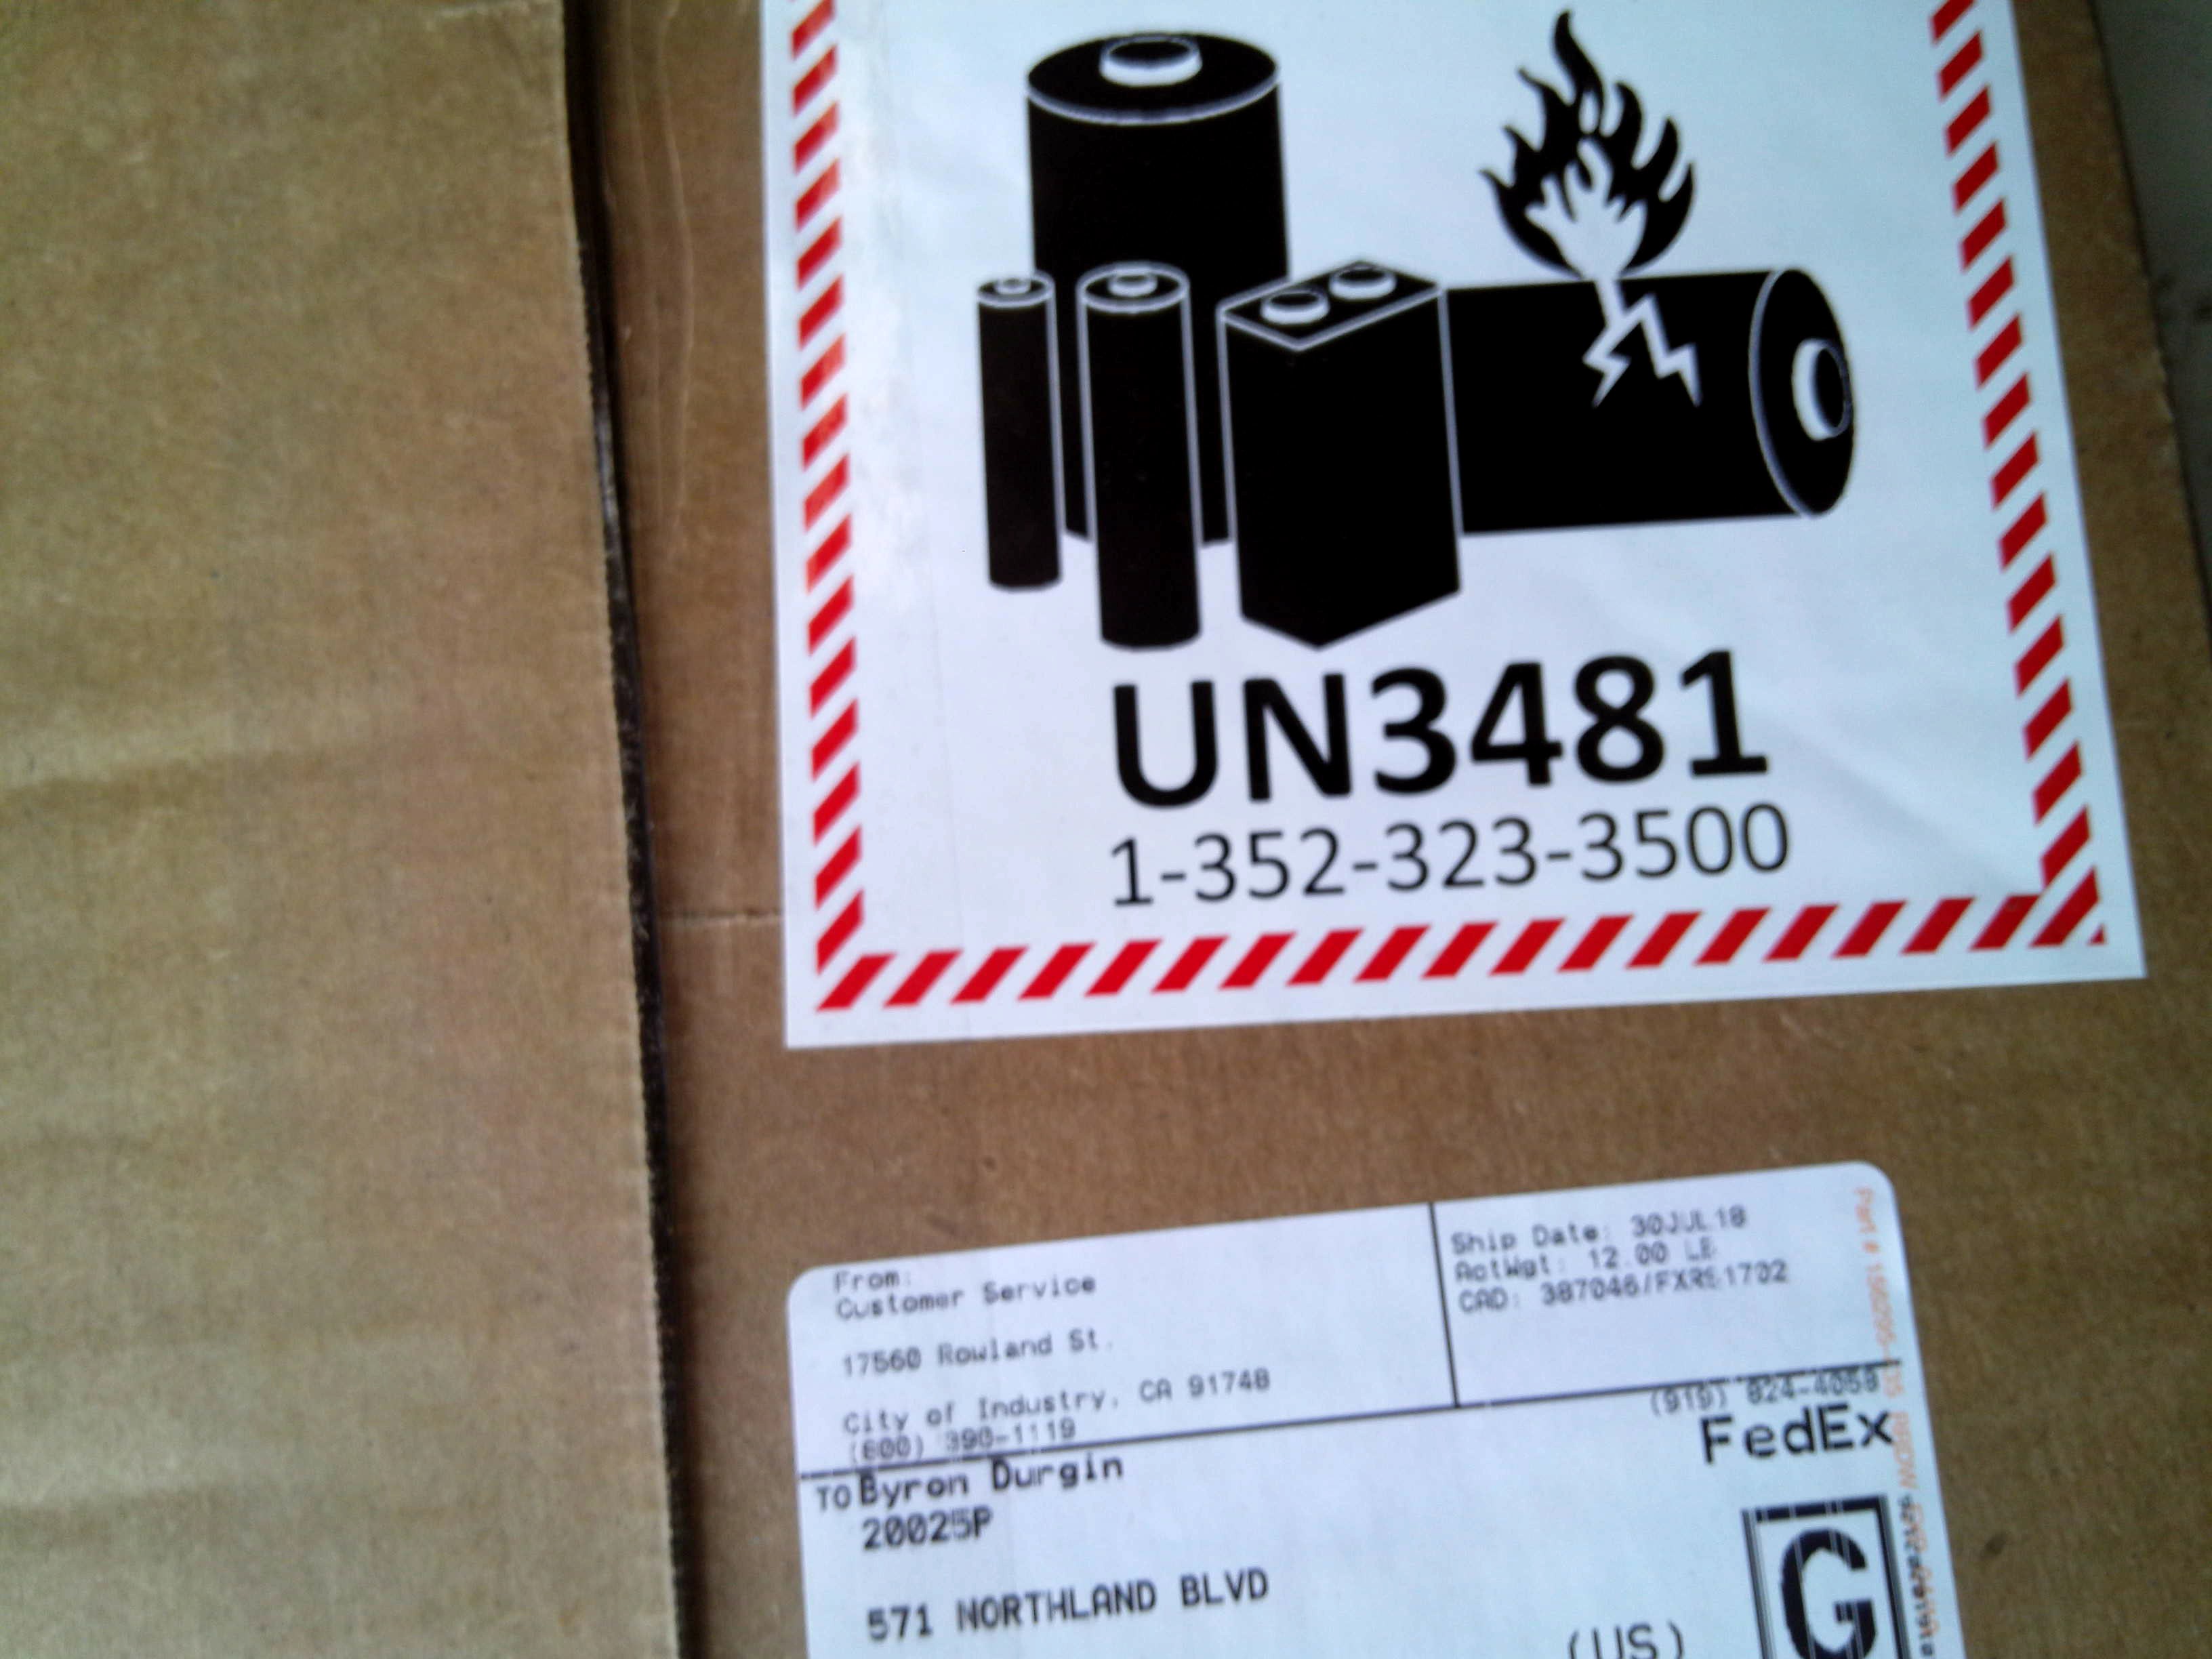 UN3481
1-352-323-3500
From:
Customer Service
17560 Rowland St.
City of Industry, CA 91748
(800) 390-1119
Ship Date: 30JUL18
ActWgt: 12.00 LB
CAD: 387046/FXRS1702
(919) 824-4058
FedEx
TO Byron Durgin
20025P
571 NORTHLAND BLVD
(US)
G
Part #